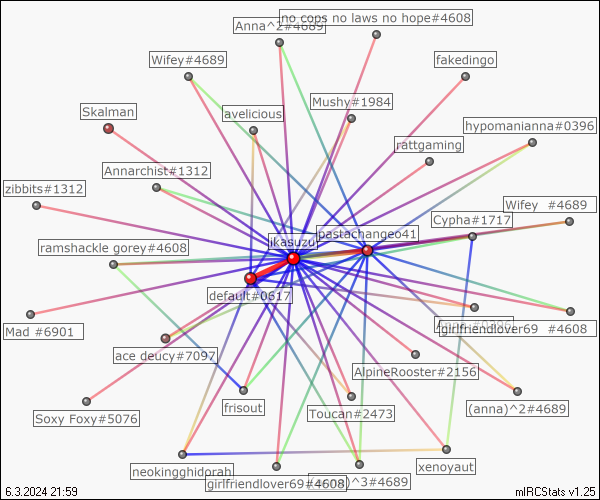 no cops no laws no hope#4608
Anna^2#4689
Wifey#4689
fakedingo
Mushy#1984
Skalman
avelicious
hypomanianna#0396
rattgaming
Annarchist#1312
zibbits#1312
Wifey #4689
Cypha#1717
pastachangeo41
ikasuzu
ramshackle gorey#4608
default#0617
Mad #6901
girlfriendlover69 #4608
ace deucy#7097
AlpineRooster#2156
Soxy Foxy#5076
frisout
Toucan#2473
(anna)^2#4689
neokingghidorah
xenoyaut
girlfriendlover69#4608
)^3#4689
6.3.2024 21:59
mIRCStats v1.25